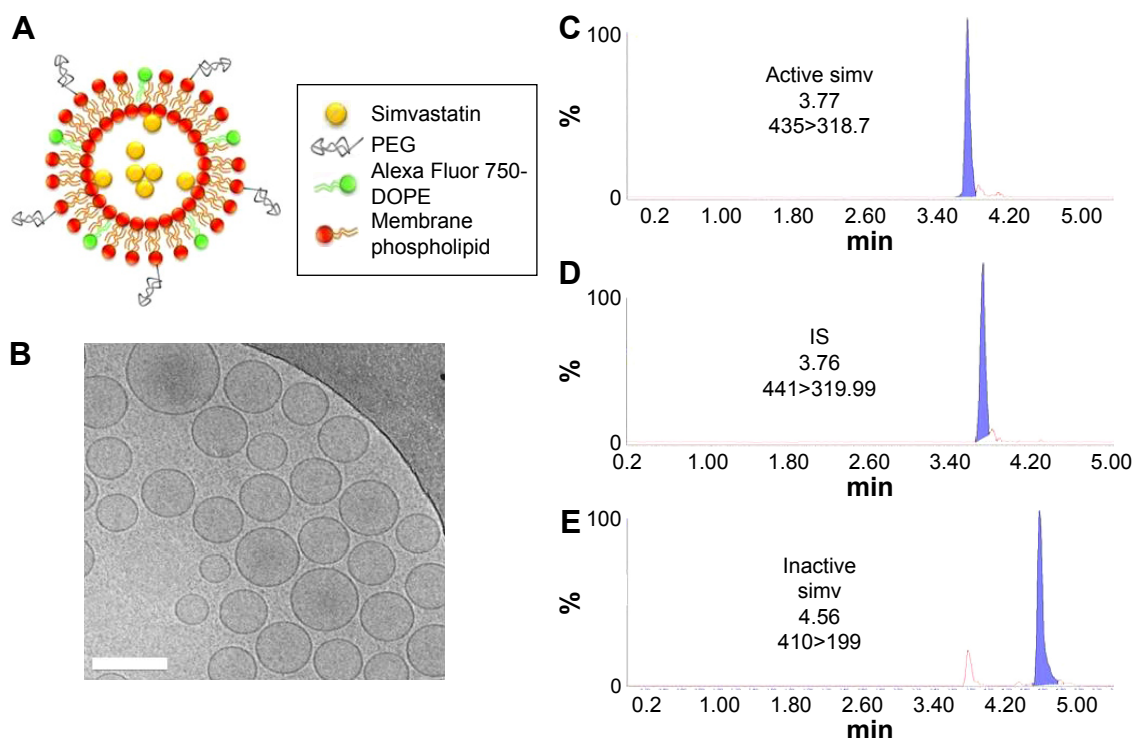 A
Simvastatin
PEG
Alexa Fluor 750-
DOPE
Membrane
phospholipid
B
C
100
%
0
Active simv
3.77
435>318.7
0.2 1.00 1.80 2.60 3.40 4.20 5.00
min
D
100
%
0
IS
3.76
441>319.99
0.2 1.00 1.80 2.60 3.40 4.20 5.00
min
E
100
%
0
Inactive
simv
4.56
410>199
0.2 1.00 1.80 2.60 3.40 4.20 5.00
min